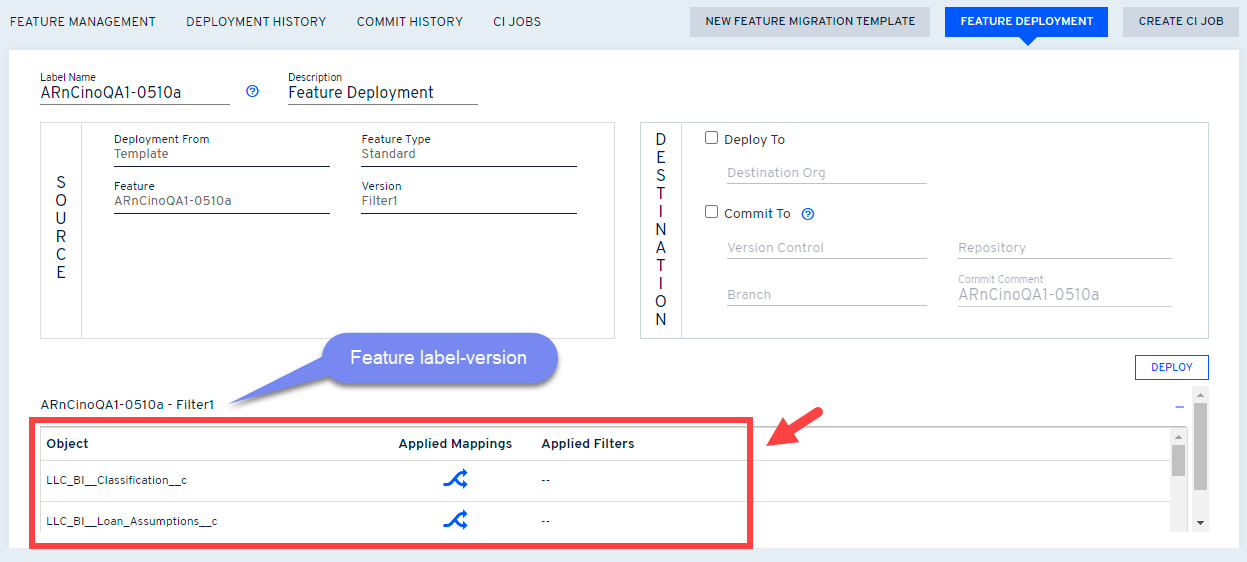 FEATURE MANAGEMENT DEPLOYMENT HISTORY COMMIT HISTORY CI JOBS NEW FEATURE MIGRATION TEMPLATE FEATURE DEPLOYMENT CREATE CI JOB
Label Name Description
ARnCinoQA1-0510a ? Feature Deployment
SOURCE
Deployment From Feature Type
Template Standard
Feature Version
ARnCinoQA1-0510a Filter1
DESTINATION
Deploy To
Destination Org
Commit To ?
Version Control Repository
Commit Comment
Branch ARnCinoQA1-0510a
Feature label-version
DEPLOY
ARnCinoQA1-0510a - Filter1
Object Applied Mappings Applied Filters
LLC_BI__Classification__c --
LLC_BI__Loan_Assumptions__c --